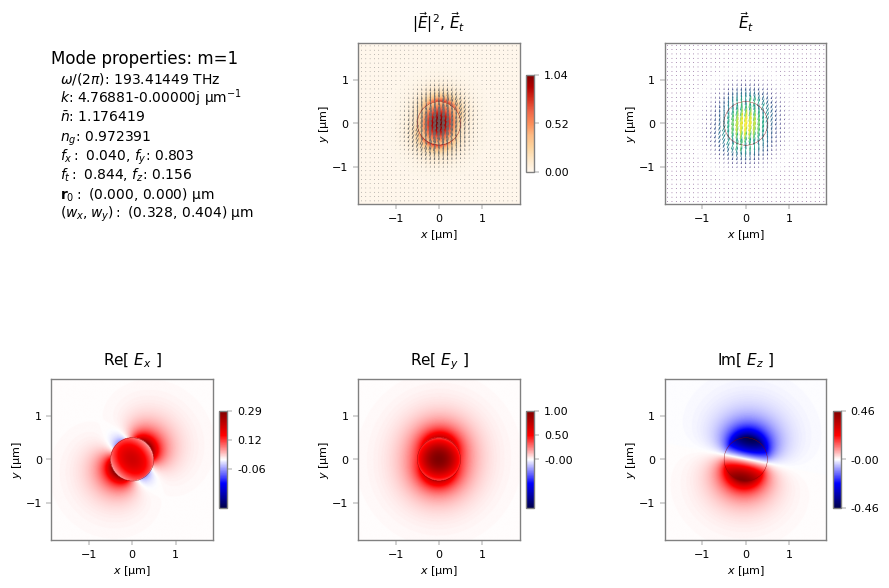 Mode properties: m=1
ω/(2π): 193.41449 THz
k: 4.76881-0.00000j μm⁻¹
n̄: 1.176419
n_g: 0.972391
f_x : 0.040, f_y: 0.803
f_t : 0.844, f_z: 0.156
r₀ : (0.000, 0.000) μm
(w_x, w_y) : (0.328, 0.404) μm
|E⃗|², E⃗_t
y [μm]
1
0
−1
−1 0 1
x [μm]
1.04
0.52
0.00
E⃗_t
y [μm]
1
0
−1
−1 0 1
x [μm]
Re[ E_x ]
y [μm]
1
0
−1
−1 0 1
x [μm]
0.29
0.12
-0.06
Re[ E_y ]
y [μm]
1
0
−1
−1 0 1
x [μm]
1.00
0.50
-0.00
Im[ E_z ]
y [μm]
1
0
−1
−1 0 1
x [μm]
0.46
-0.00
-0.46